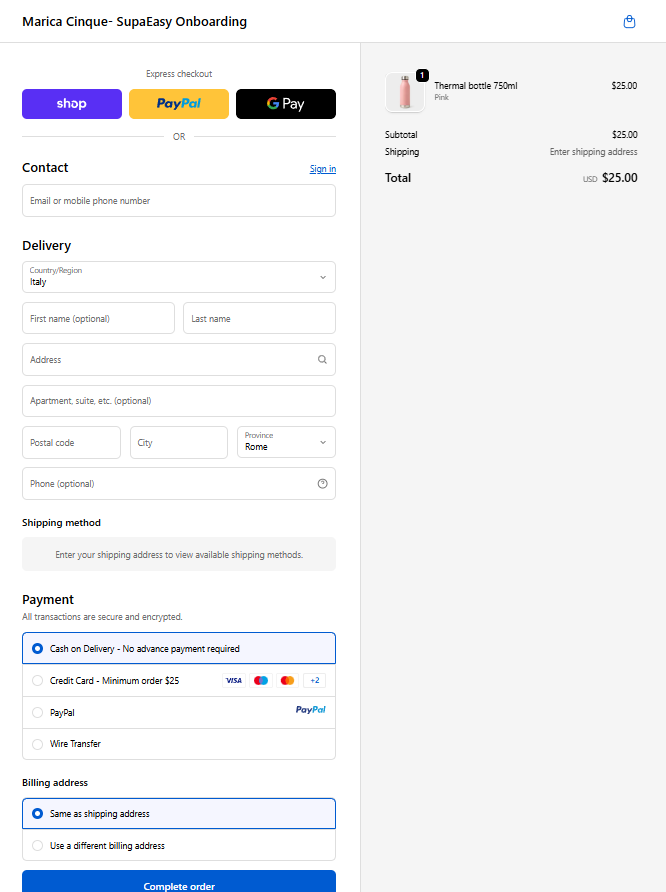 Marica Cinque- SupaEasy Onboarding
Express checkout
shop
PayPal
G Pay
OR
Contact
Sign in
Email or mobile phone number
Delivery
Country/Region
Italy
First name (optional)
Last name
Address
Apartment, suite, etc. (optional)
Postal code
City
Province
Rome
Phone (optional)
Shipping method
Enter your shipping address to view available shipping methods.
Payment
All transactions are secure and encrypted.
Cash on Delivery - No advance payment required
Credit Card - Minimum order $25
VISA
+2
PayPal
PayPal
Wire Transfer
Billing address
Same as shipping address
Use a different billing address
Complete order
1
Thermal bottle 750ml
$25.00
Pink
Subtotal
$25.00
Shipping
Enter shipping address
Total
USD $25.00